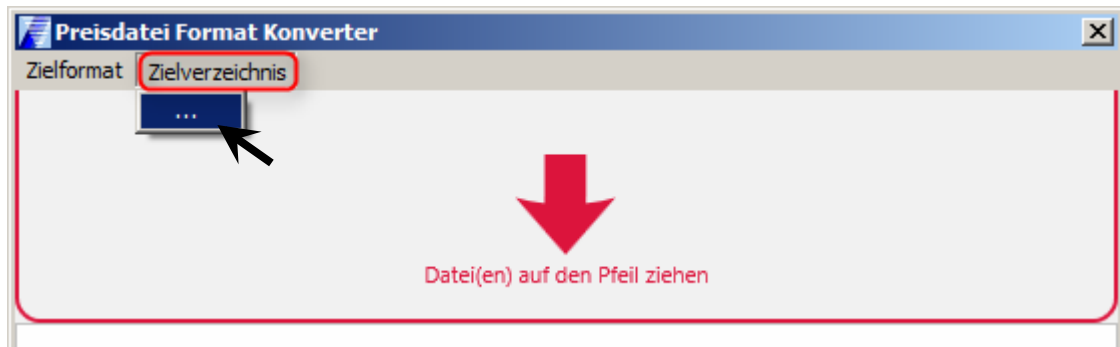 Preisdatei Format Konverter
Zielformat Zielverzeichnis
...
Datei(en) auf den Pfeil ziehen